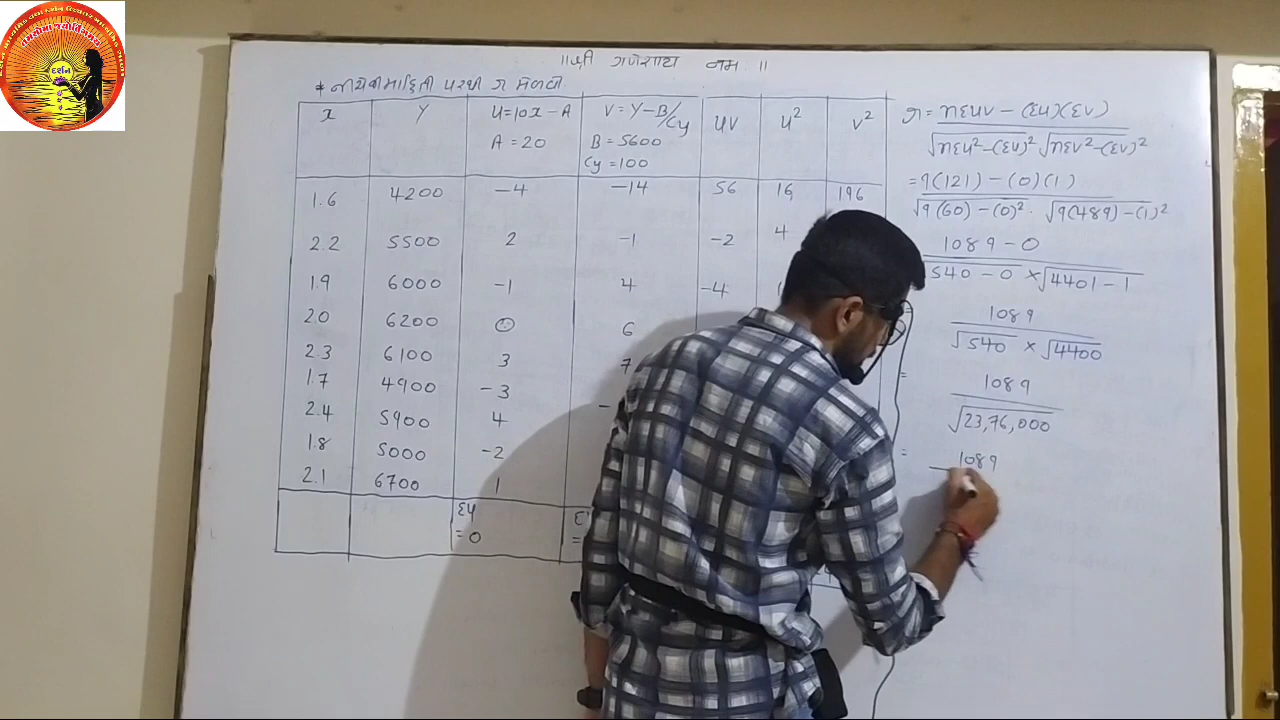 ॥ श्री गणेशाय नमः ॥
* નીચેની માહિતી પરથી r મેળવો
x Y U=10x-A V=Y-B/Cy UV U² V²
A=20 B=5600
Cy=100
1.6 4200 -4 -14 56 16 196
2.2 5500 2 -1 -2 4
1.9 6000 -1 4 -4
2.0 6200 0 6
2.3 6100 3 7
1.7 4900 -3 -
2.4 5900 4
1.8 5000 -2
2.1 6700 1
ΣU
= 0
r = nΣUV - (ΣU)(ΣV)
√nΣU²-(ΣU)² √nΣV²-(ΣV)²
= 9(121) - (0)(1)
√9(60)-(0)² . √9(489)-(1)²
1089 - 0
540 - 0 × √4401 - 1
= 1089
√540 × √4400
= 1089
√23,76,000
= 1089
દર્શન